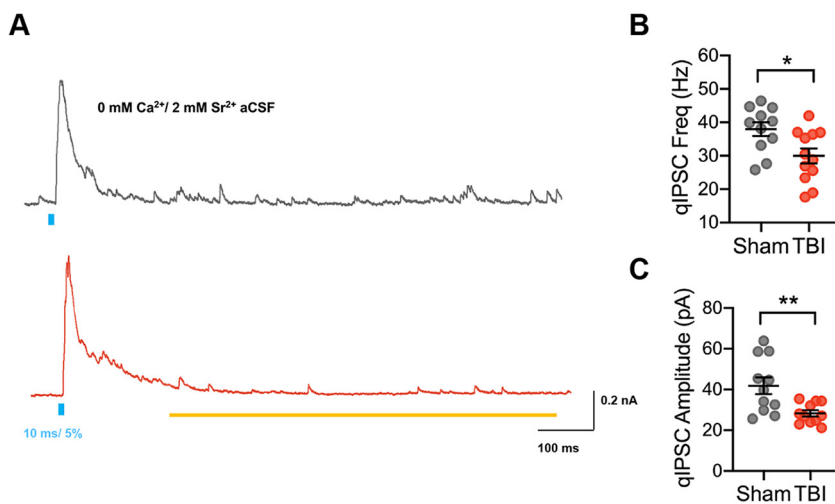 A
0 mM Ca²⁺/ 2 mM Sr²⁺ aCSF
0.2 nA
10 ms/ 5%
100 ms
B
qIPSC Freq (Hz)
60
50
40
30
20
10
*
Sham TBI
C
qIPSC Amplitude (pA)
80
60
40
20
0
**
Sham TBI